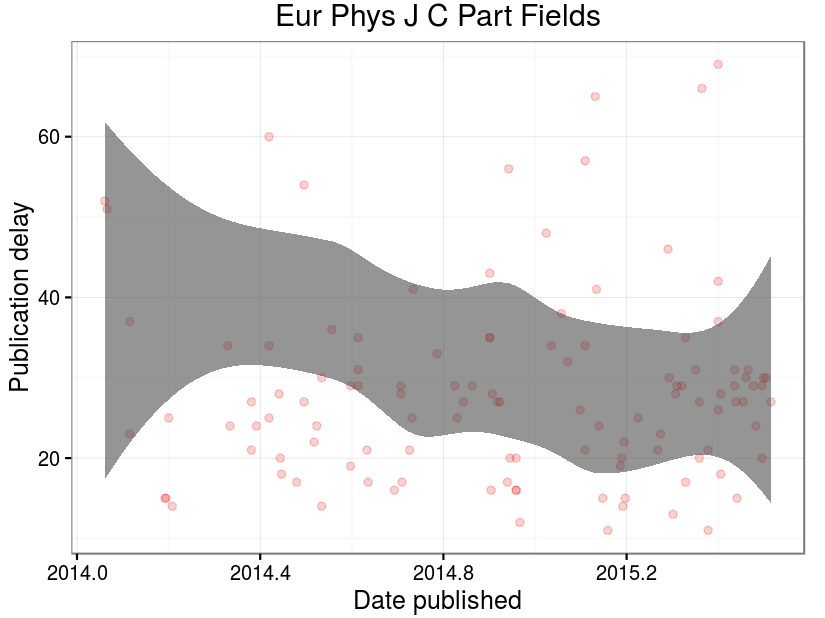 Eur Phys J C Part Fields
Publication delay
60
40
20
2014.0 2014.4 2014.8 2015.2
Date published